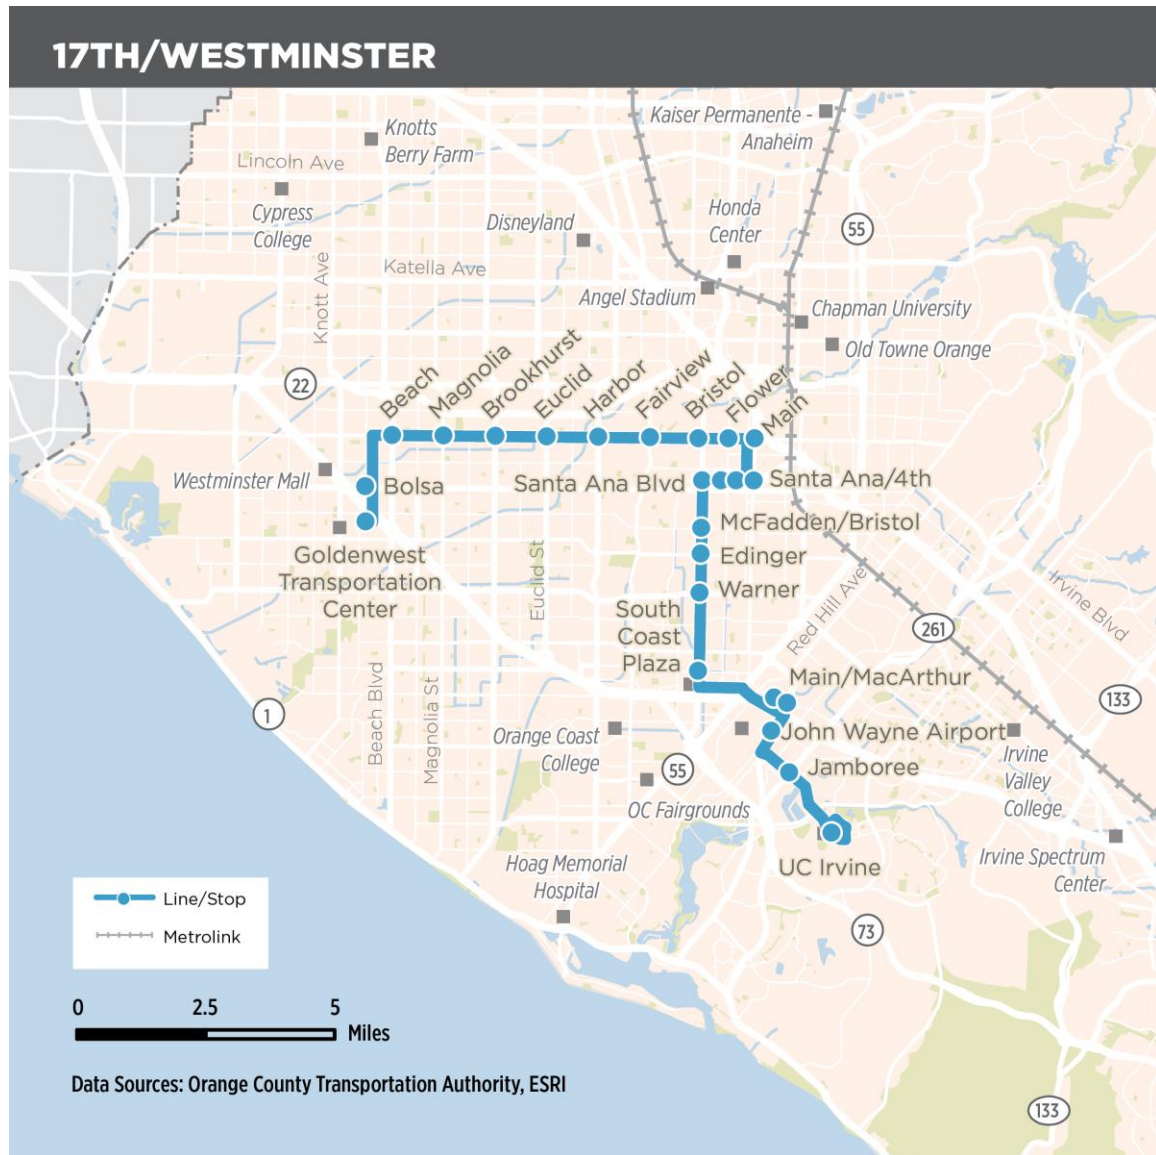 17TH/WESTMINSTER
Kaiser Permanente -
Anaheim
Knotts
Berry Farm
Lincoln Ave
Cypress
College
Disneyland
Honda
Center
55
Katella Ave
Knott Ave
Angel Stadium
Chapman University
Old Towne Orange
22
Beach
Magnolia
Brookhurst
Euclid
Harbor
Fairview
Bristol
Flower
Main
Westminster Mall
Bolsa
Santa Ana Blvd
Santa Ana/4th
McFadden/Bristol
Edinger
Warner
Goldenwest
Transportation
Center
Euclid St
South
Coast
Plaza
Red Hill Ave
Irvine Blvd
261
Main/MacArthur
133
1
Beach Blvd
Magnolia St
Orange Coast
College
John Wayne Airport
Irvine
Valley
College
55
Jamboree
OC Fairgrounds
UC Irvine
Irvine Spectrum
Center
Hoag Memorial
Hospital
73
Line/Stop
Metrolink
0 2.5 5
Miles
Data Sources: Orange County Transportation Authority, ESRI
133